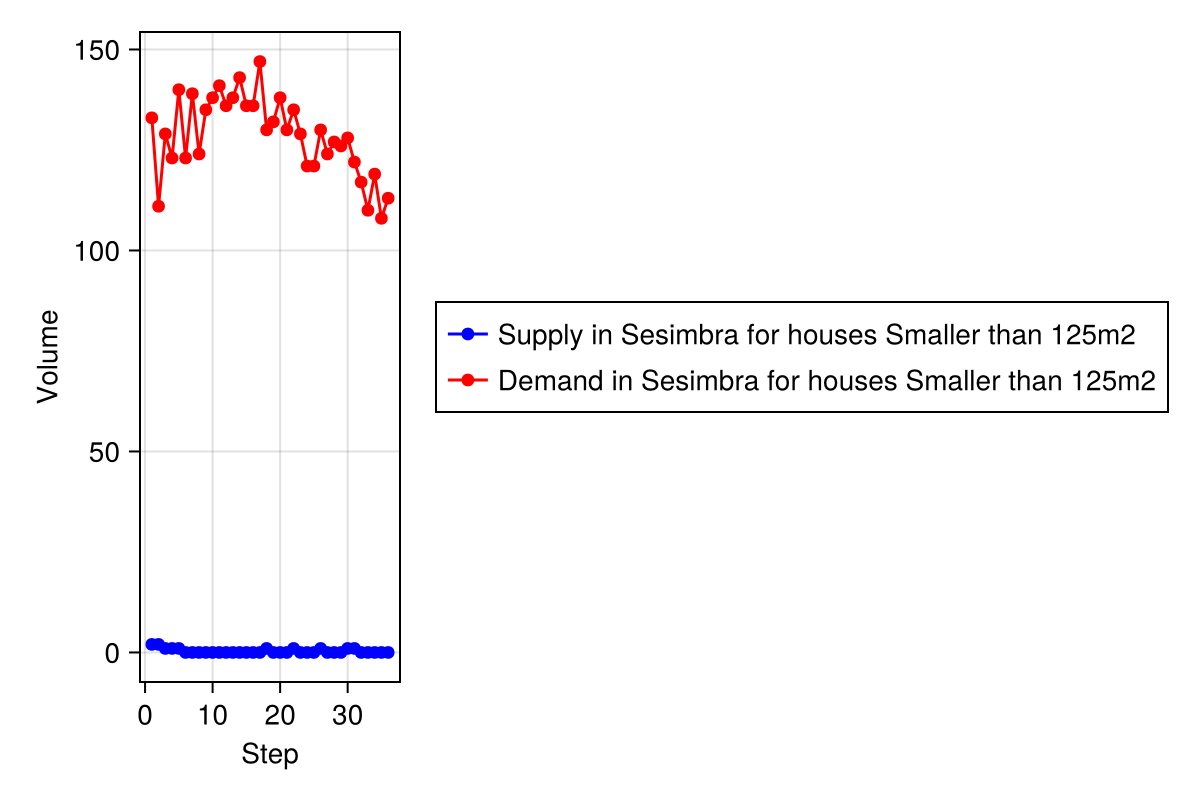 150
100
50
0
Volume
0 10 20 30
Step
Supply in Sesimbra for houses Smaller than 125m2
Demand in Sesimbra for houses Smaller than 125m2